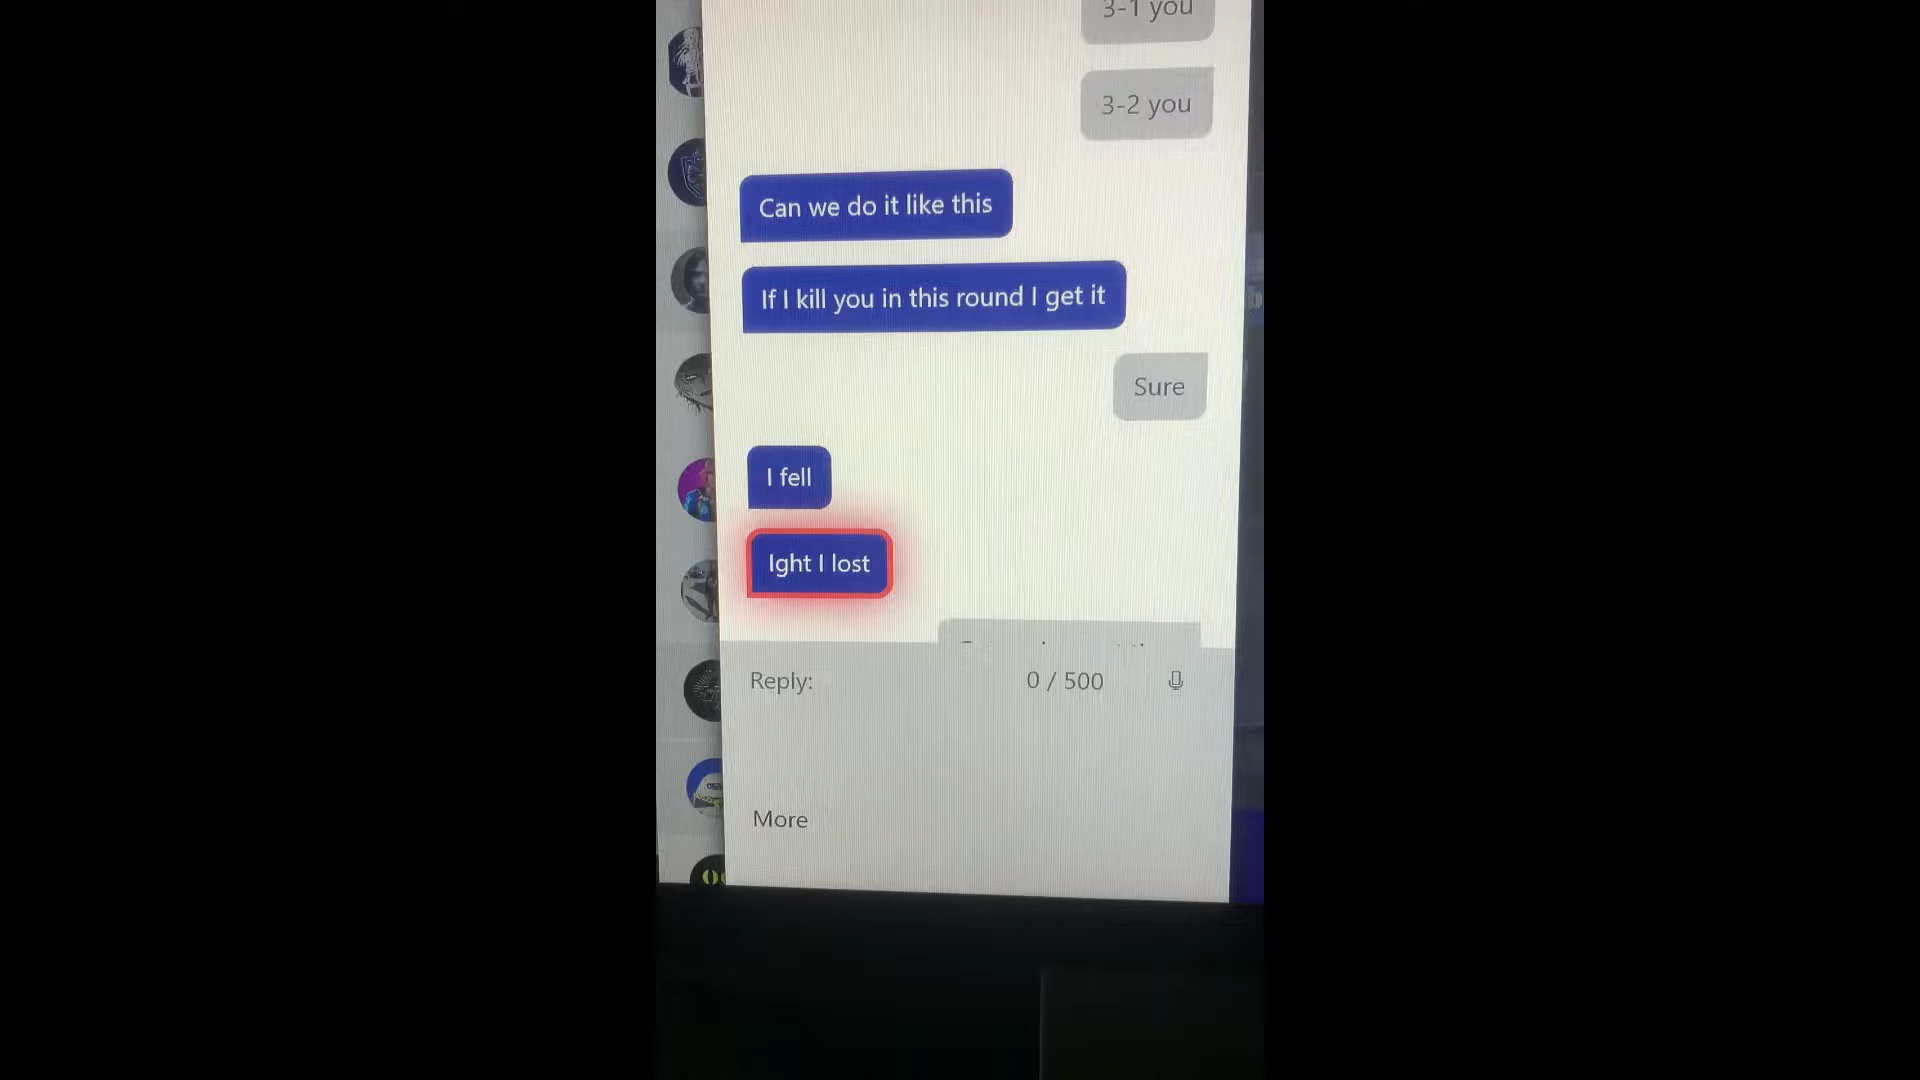 3-1 you
3-2 you
Can we do it like this
If I kill you in this round I get it
Sure
I fell
Ight I lost
Reply:
0 / 500
More